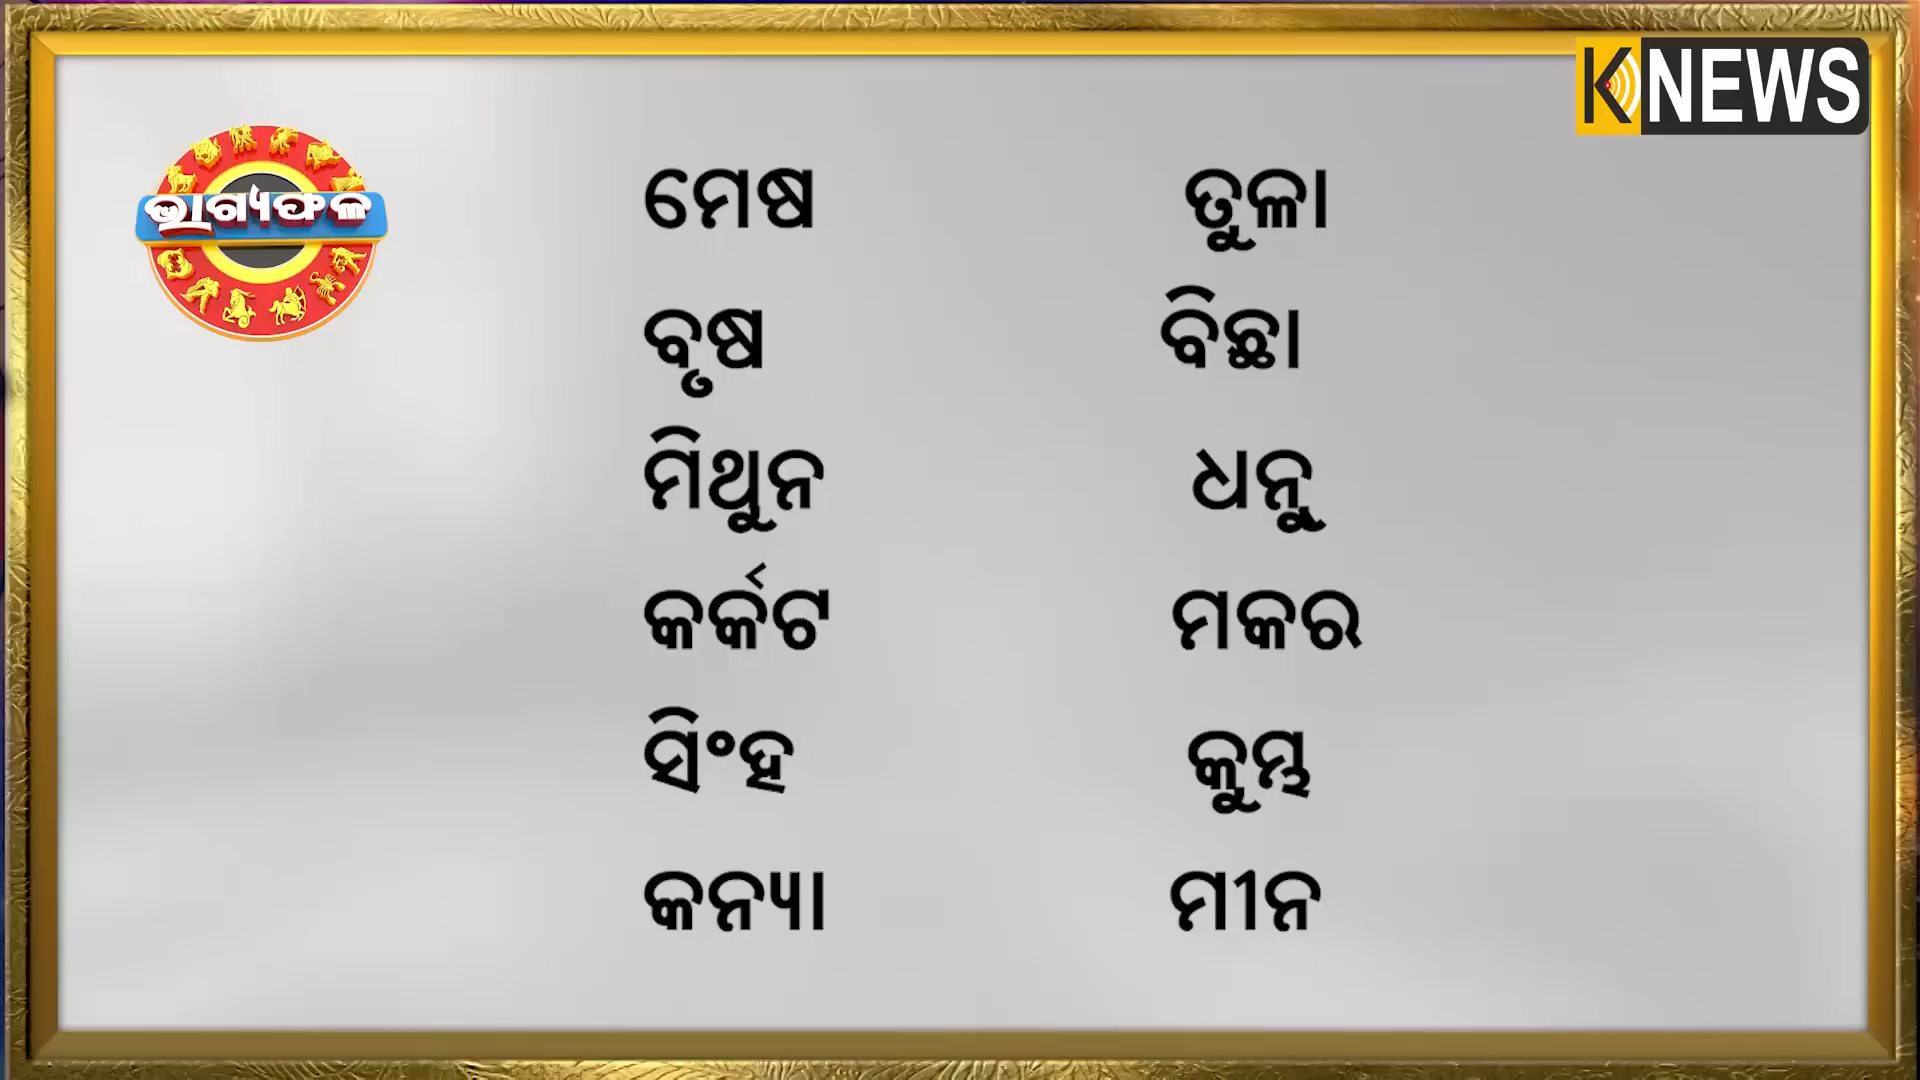 KNEWS
ଭାଗ୍ୟଫଳ
ମେଷ ତୁଳା
ବୃଷ ବିଛା
ମିଥୁନ ଧନୁ
କର୍କଟ ମକର
ସିଂହ କୁମ୍ଭ
କନ୍ୟା ମୀନ